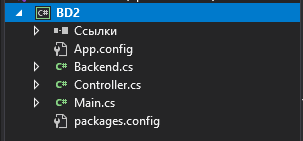 C# BD2
Ссылки
App.config
C# Backend.cs
C# Controller.cs
C# Main.cs
packages.config